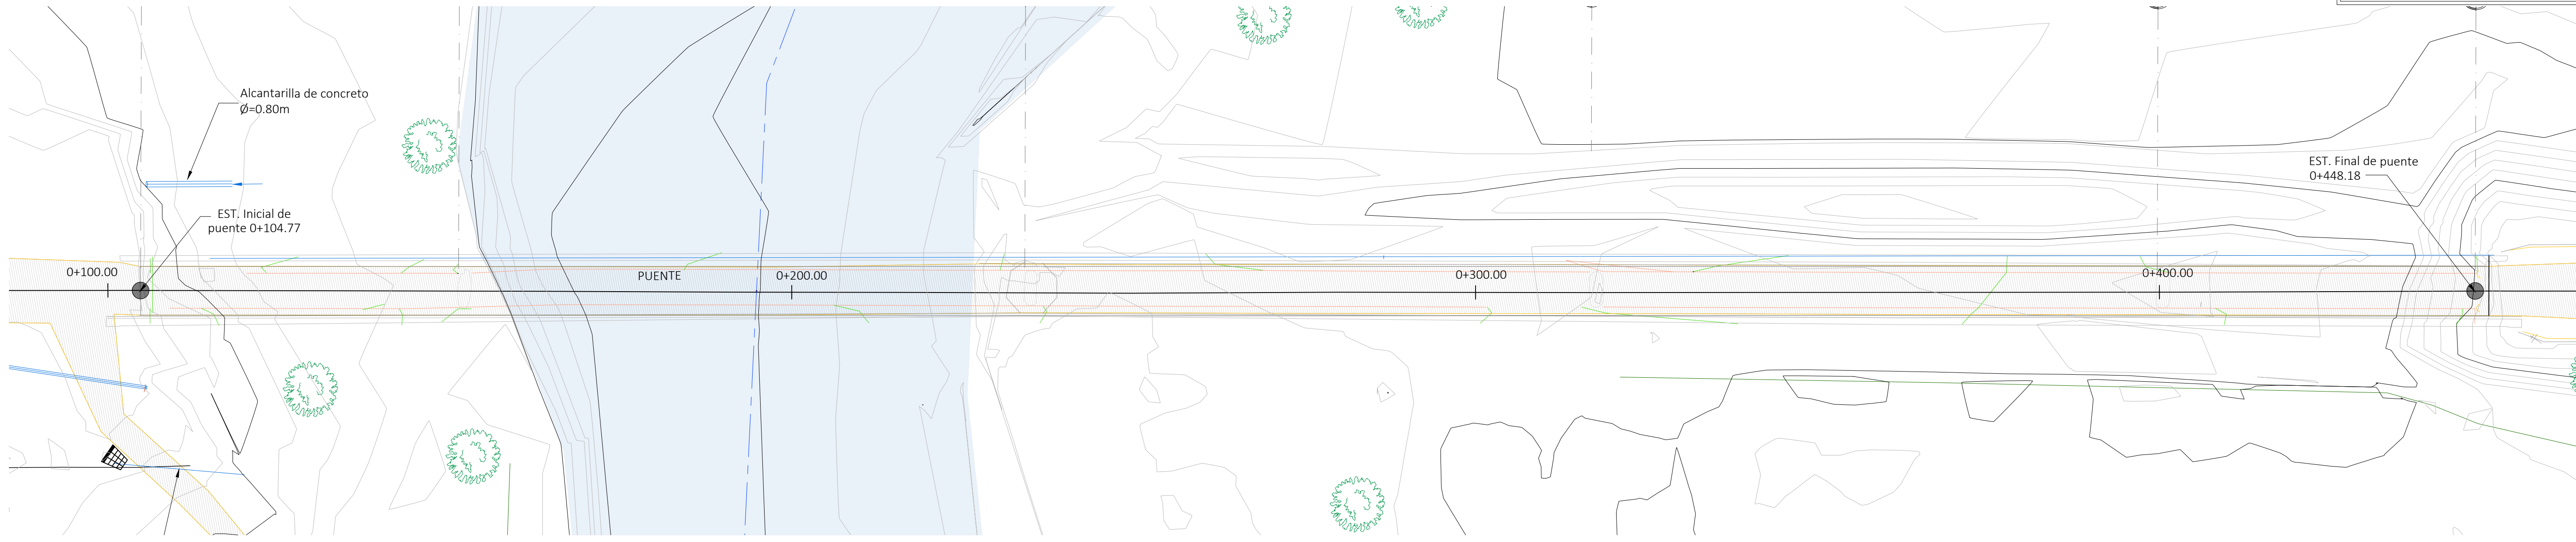 Alcantarilla de concreto
Ø=0.80m
EST. Inicial de
puente 0+104.77
EST. Final de puente
0+448.18
0+100.00
PUENTE
0+200.00
0+300.00
0+400.00